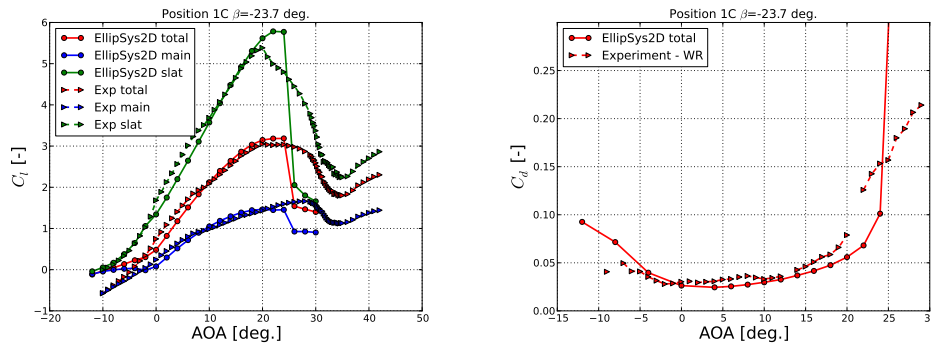 Position 1C β=-23.7 deg.
6
5
4
3
2
1
0
−1
C_l [-]
EllipSys2D total
EllipSys2D main
EllipSys2D slat
Exp total
Exp main
Exp slat
−20 −10 0 10 20 30 40 50
AOA [deg.]
Position 1C β=-23.7 deg.
0.25
0.20
0.15
0.10
0.05
0.00
C_d [-]
EllipSys2D total
Experiment - WR
−15 −10 −5 0 5 10 15 20 25 3
AOA [deg.]